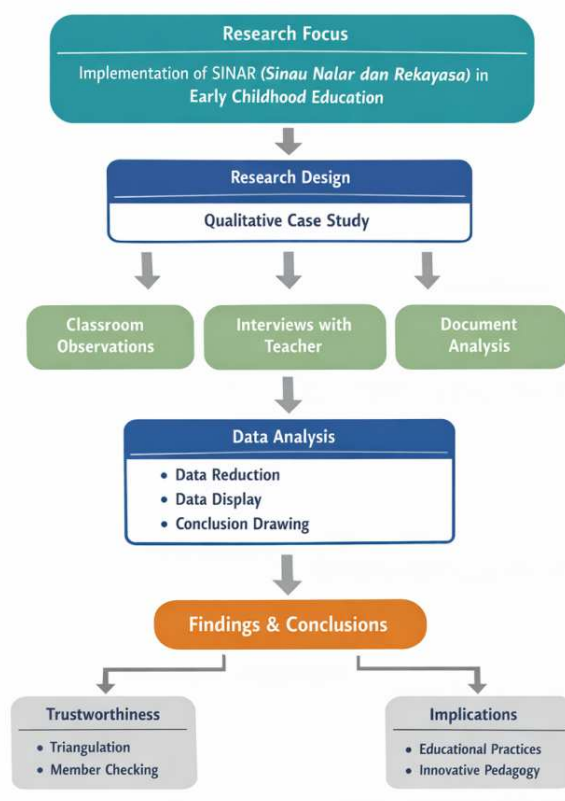 Research Focus
Implementation of SINAR (Sinau Nalar dan Rekayasa) in
Early Childhood Education
Research Design
Qualitative Case Study
Classroom
Observations
Interviews with
Teacher
Document
Analysis
Data Analysis
• Data Reduction
• Data Display
• Conclusion Drawing
Findings & Conclusions
Trustworthiness
• Triangulation
• Member Checking
Implications
• Educational Practices
• Innovative Pedagogy